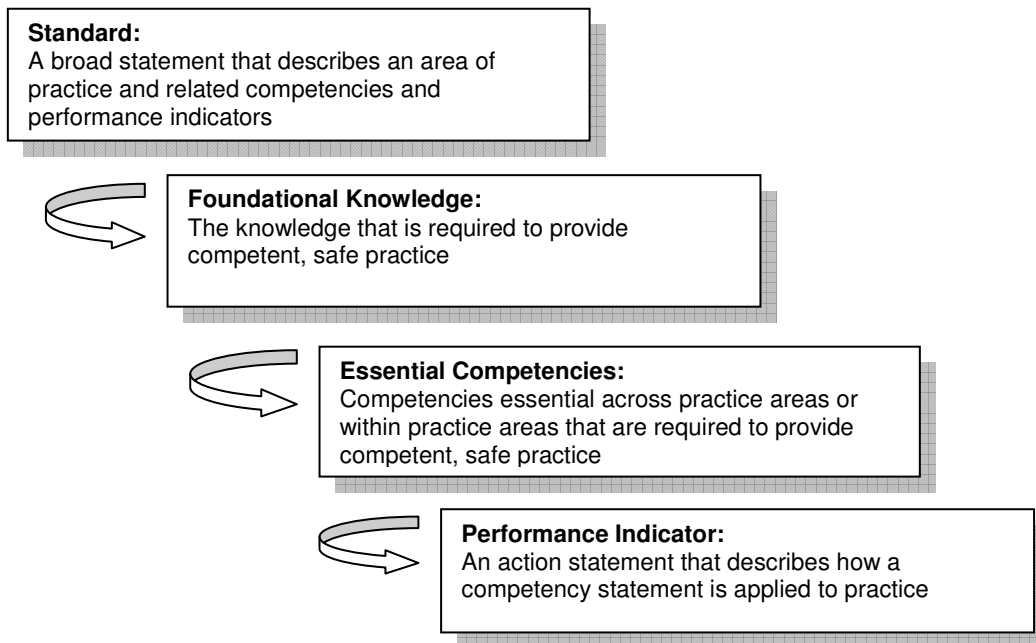 Standard:
A broad statement that describes an area of
practice and related competencies and
performance indicators
Foundational Knowledge:
The knowledge that is required to provide
competent, safe practice
Essential Competencies:
Competencies essential across practice areas or
within practice areas that are required to provide
competent, safe practice
Performance Indicator:
An action statement that describes how a
competency statement is applied to practice